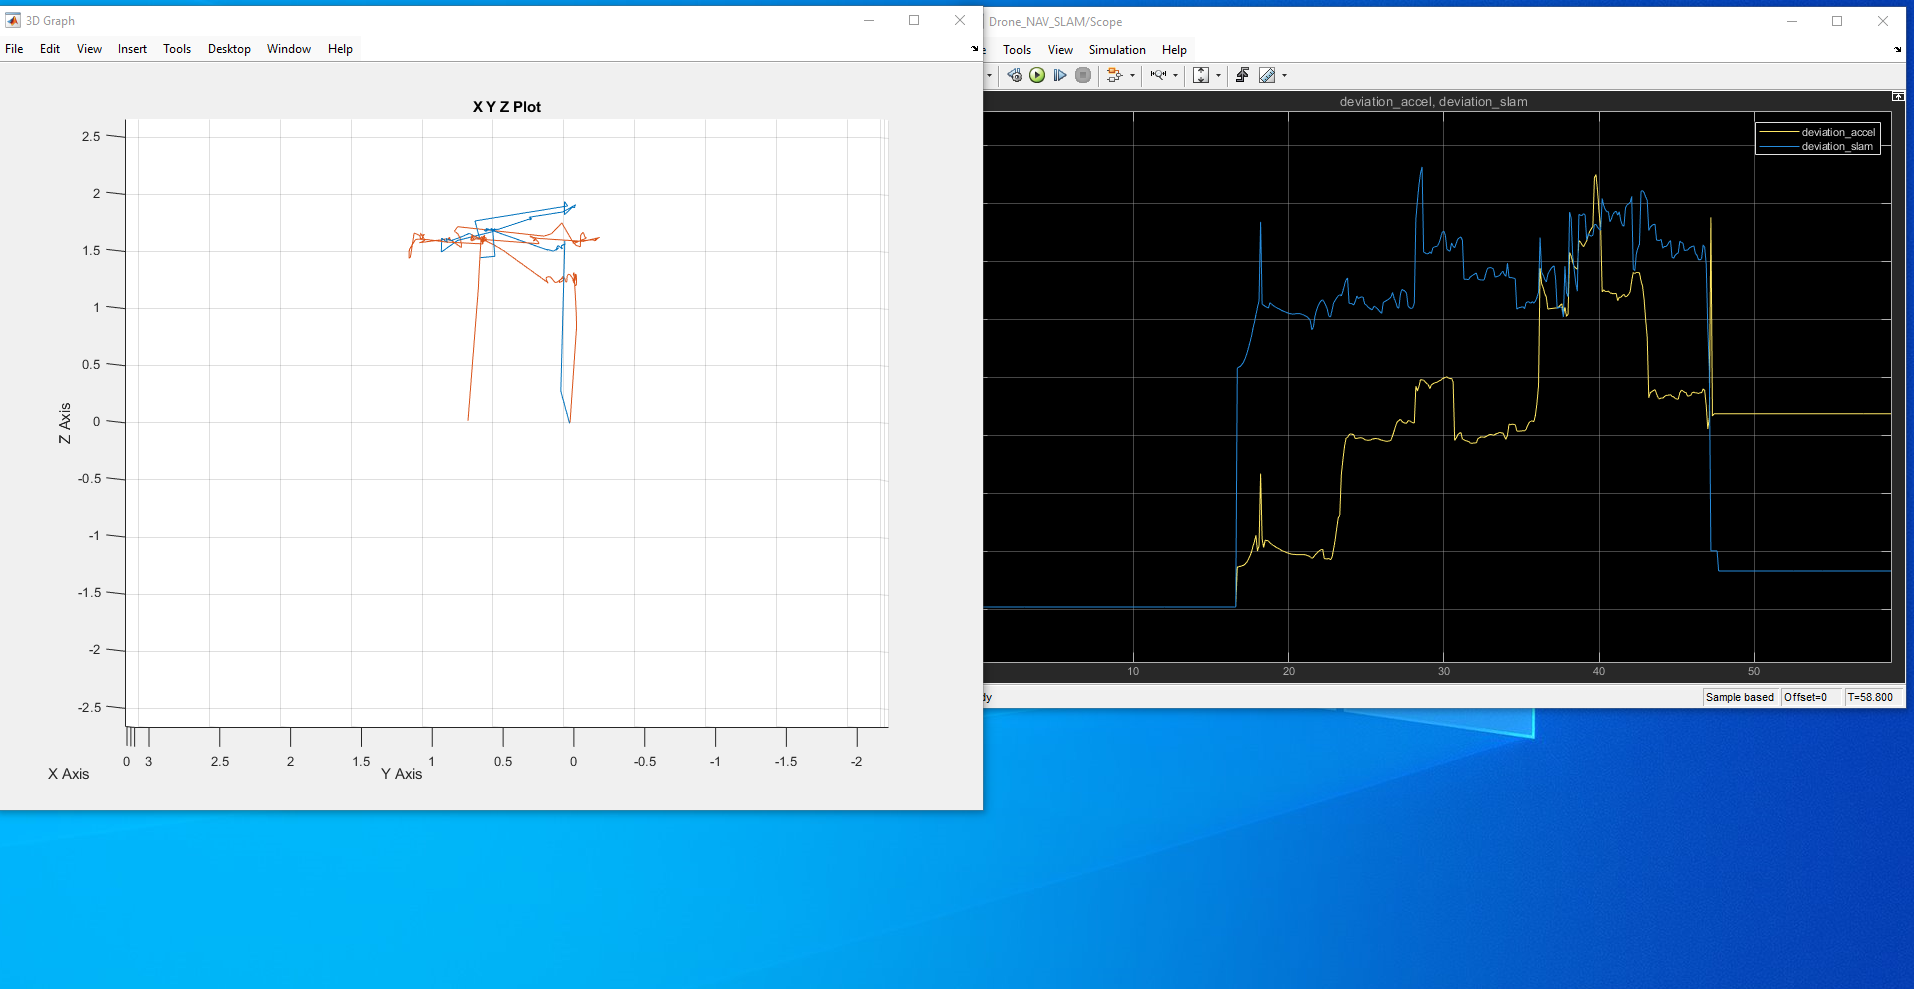 3D Graph
File Edit View Insert Tools Desktop Window Help
X Y Z Plot
2.5
2
1.5
1
0.5
0
-0.5
-1
-1.5
-2
-2.5
Z Axis
0 3 2.5 2 1.5 1 0.5 0 -0.5 -1 -1.5 -2
X Axis
Y Axis
Drone_NAV_SLAM/Scope
Tools View Simulation Help
deviation_accel, deviation_slam
deviation_accel
deviation_slam
10 20 30 40 50
dy
Sample based Offset=0 T=58.800